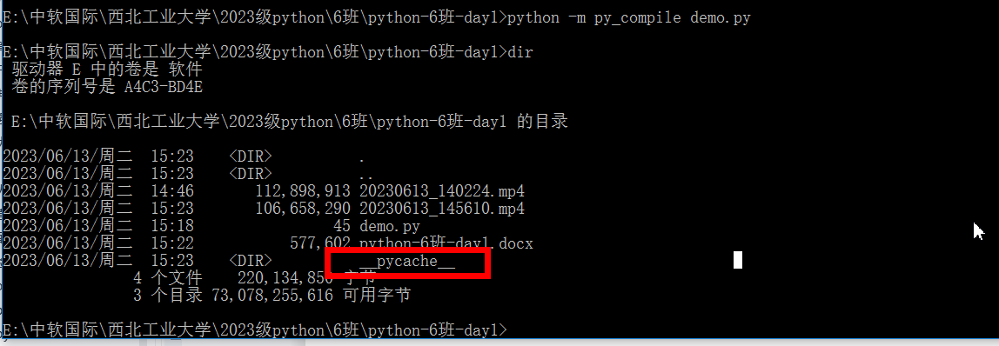 E:\中软国际\西北工业大学\2023级python\6班\python-6班-day1>python -m py_compile demo.py
E:\中软国际\西北工业大学\2023级python\6班\python-6班-day1>dir
驱动器 E 中的卷是 软件
卷的序列号是 A4C3-BD4E
E:\中软国际\西北工业大学\2023级python\6班\python-6班-day1 的目录
2023/06/13/周二 15:23 <DIR> .
2023/06/13/周二 15:23 <DIR> ..
2023/06/13/周二 14:46 112,898,913 20230613_140224.mp4
2023/06/13/周二 15:23 106,658,290 20230613_145610.mp4
2023/06/13/周二 15:18 45 demo.py
2023/06/13/周二 15:22 577,602 python-6班-day1.docx
2023/06/13/周二 15:23 <DIR> __pycache__
4 个文件 220,134,850 字节
3 个目录 73,078,255,616 可用字节
E:\中软国际\西北工业大学\2023级python\6班\python-6班-day1>